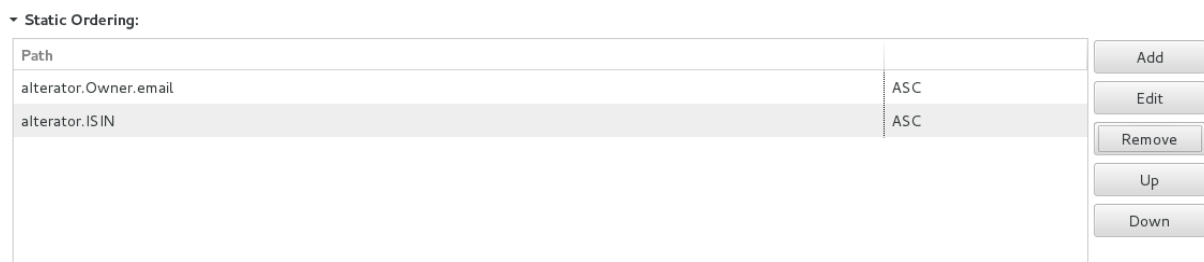 Static Ordering:
Path
Add
alterator.Owner.email ASC
Edit
alterator.ISIN ASC
Remove
Up
Down